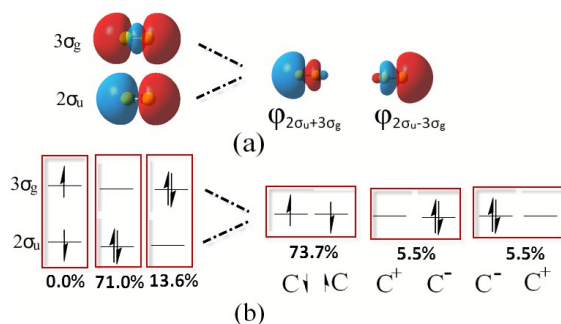 3σg
2σu
φ2σu+3σg
φ2σu-3σg
(a)
3σg
2σu
0.0%
71.0%
13.6%
73.7%
5.5%
5.5%
C C
C+ C-
C- C+
(b)